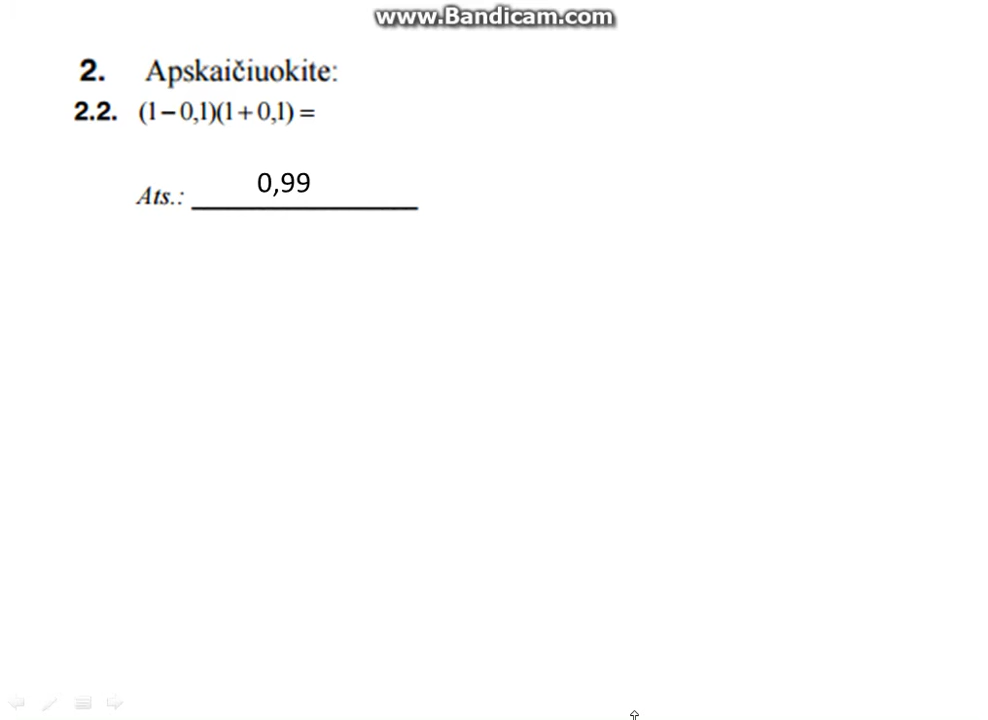 www.Bandicam.com
2. Apskaičiuokite:
2.2. (1−0,1)(1+0,1)=
Ats.: 0,99